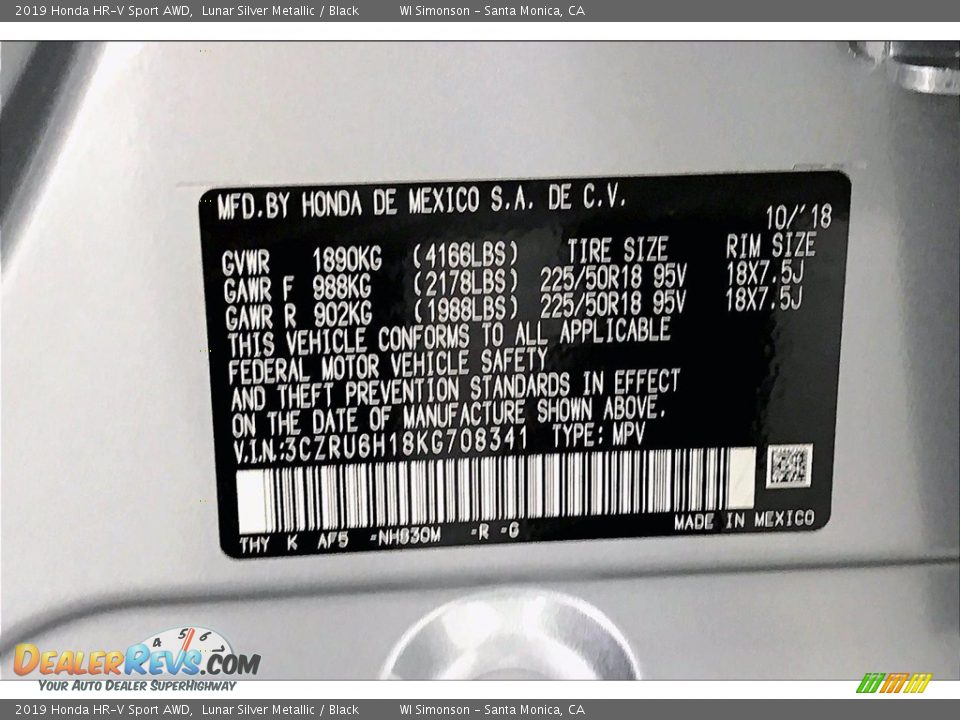 2019 Honda HR-V Sport AWD, Lunar Silver Metallic / Black WI Simonson - Santa Monica, CA
MFD.BY HONDA DE MEXICO S.A. DE C.V.
10/'18
GVWR 1890KG (4166LBS) TIRE SIZE RIM SIZE
GAWR F 988KG (2178LBS) 225/50R18 95V 18X7.5J
GAWR R 902KG (1988LBS) 225/50R18 95V 18X7.5J
THIS VEHICLE CONFORMS TO ALL APPLICABLE
FEDERAL MOTOR VEHICLE SAFETY
AND THEFT PREVENTION STANDARDS IN EFFECT
ON THE DATE OF MANUFACTURE SHOWN ABOVE.
V.I.N.:3CZRU6H18KG708341 TYPE: MPV
THY K AF5 -NH830M -R -G MADE IN MEXICO
4 5 6
DEALERREVS.COM
YOUR AUTO DEALER SUPERHIGHWAY
2019 Honda HR-V Sport AWD, Lunar Silver Metallic / Black WI Simonson - Santa Monica, CA